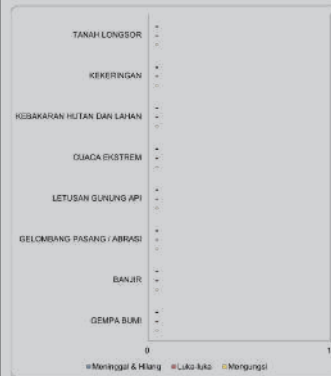 TANAH LONGSOR
-
-
-
KEKERINGAN
-
-
-
KEBAKARAN HUTAN DAN LAHAN
-
-
-
CUACA EKSTREM
-
-
-
LETUSAN GUNUNG API
-
-
-
GELOMBANG PASANG / ABRASI
-
-
-
BANJIR
-
-
-
GEMPA BUMI
-
-
-
0 1
Meninggal & Hilang Luka-luka Mengungsi